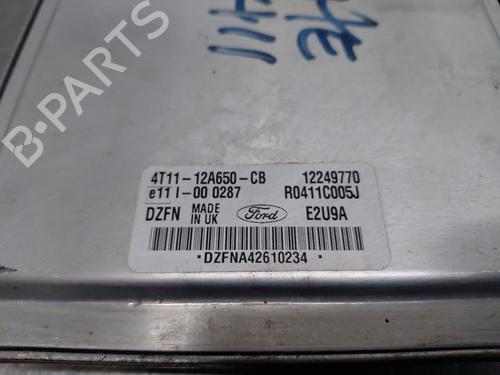 4T11-12A650-CB 12249770
e11 I-00 0287 R0411C005J
DZFN MADE IN UK Ford E2U9A
·DZFNA42610234·
B-PARTS